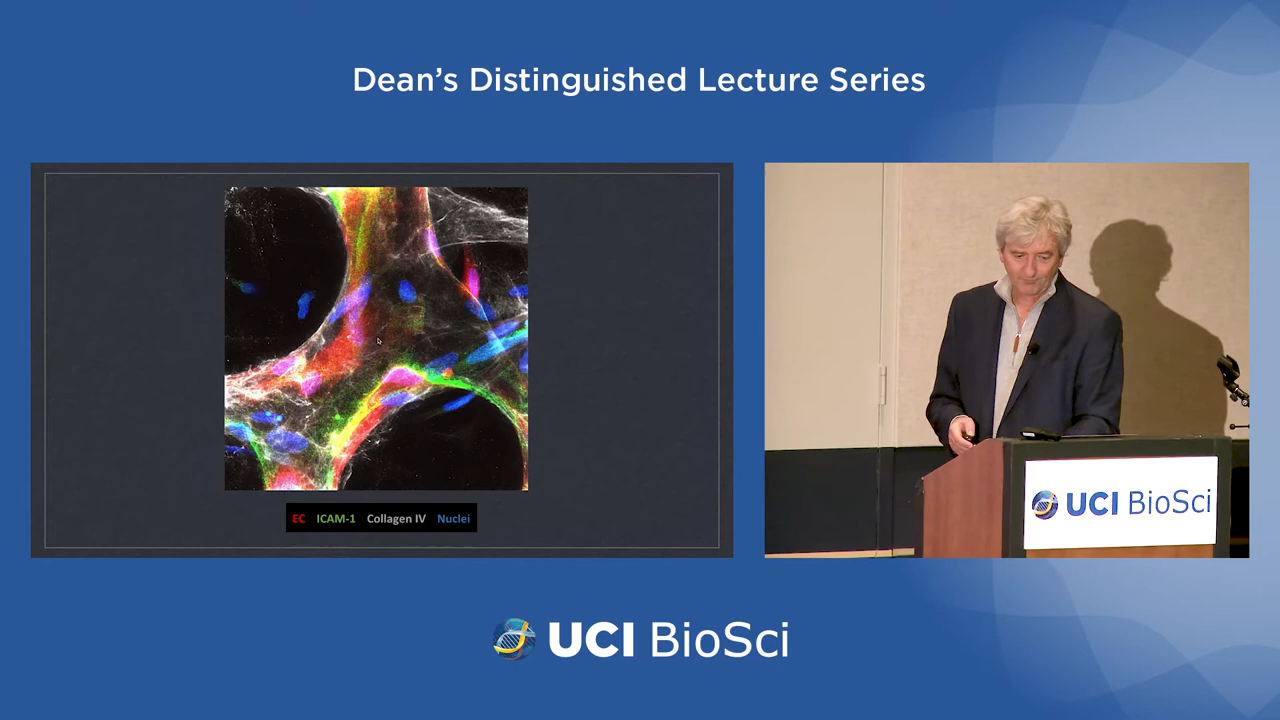 Dean's Distinguished Lecture Series
EC ICAM-1 Collagen IV Nuclei
UCI BioSci
UCI BioSci